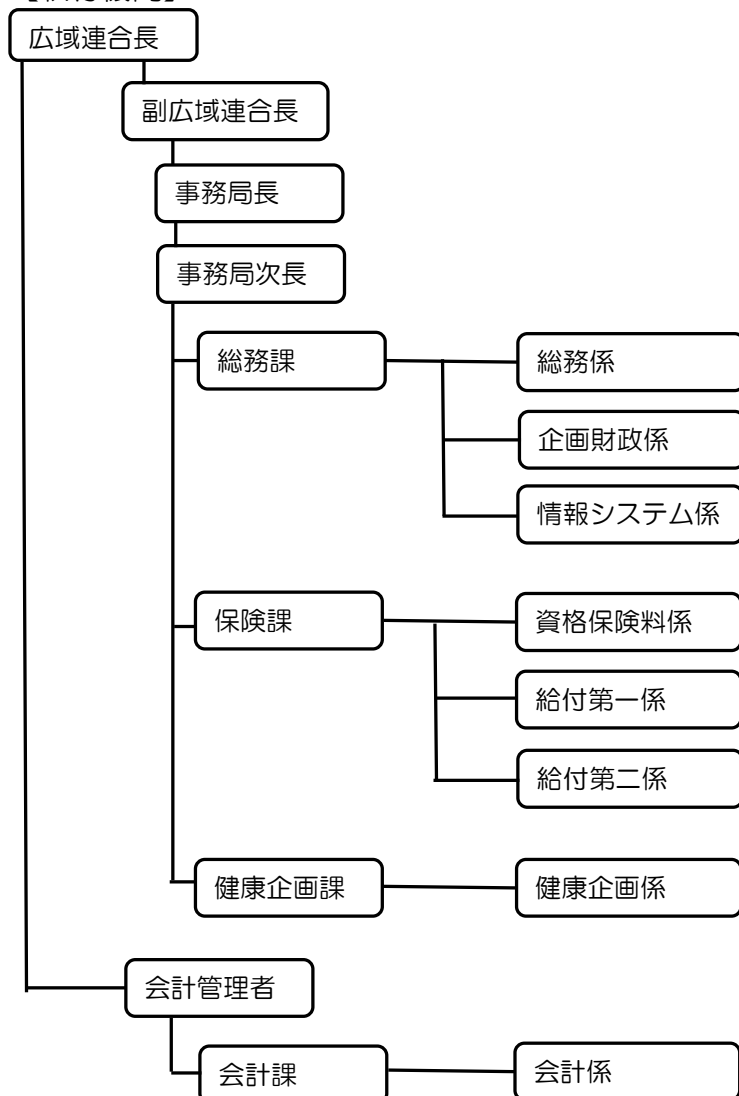 広域連合長
副広域連合長
事務局長
事務局次長
総務課
総務係
企画財政係
情報システム係
保険課
資格保険料係
給付第一係
給付第二係
健康企画課
健康企画係
会計管理者
会計課
会計係